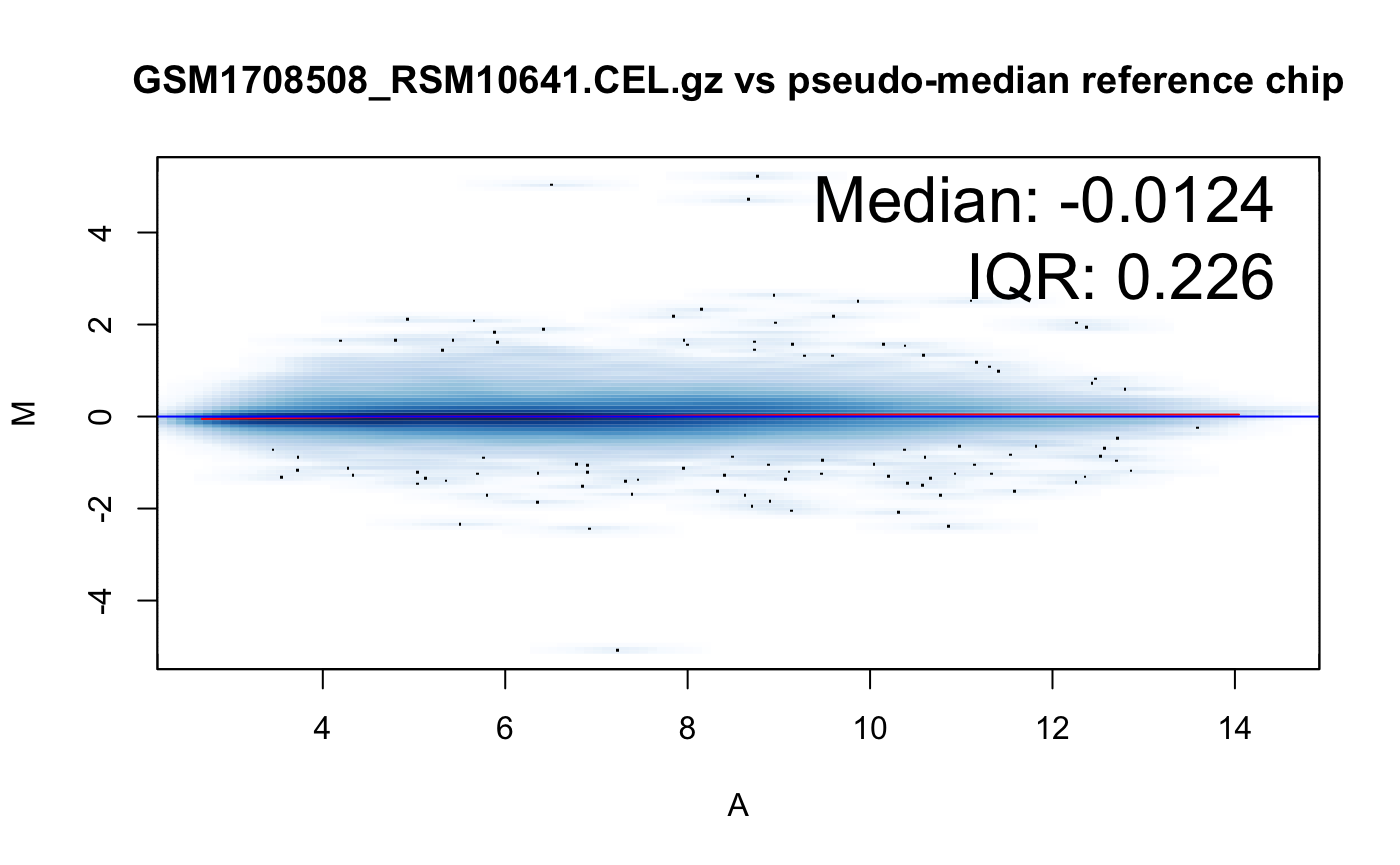 GSM1708508_RSM10641.CEL.gz vs pseudo-median reference chip
Median: -0.0124
IQR: 0.226
4
2
0
-2
-4
M
4 6 8 10 12 14
A